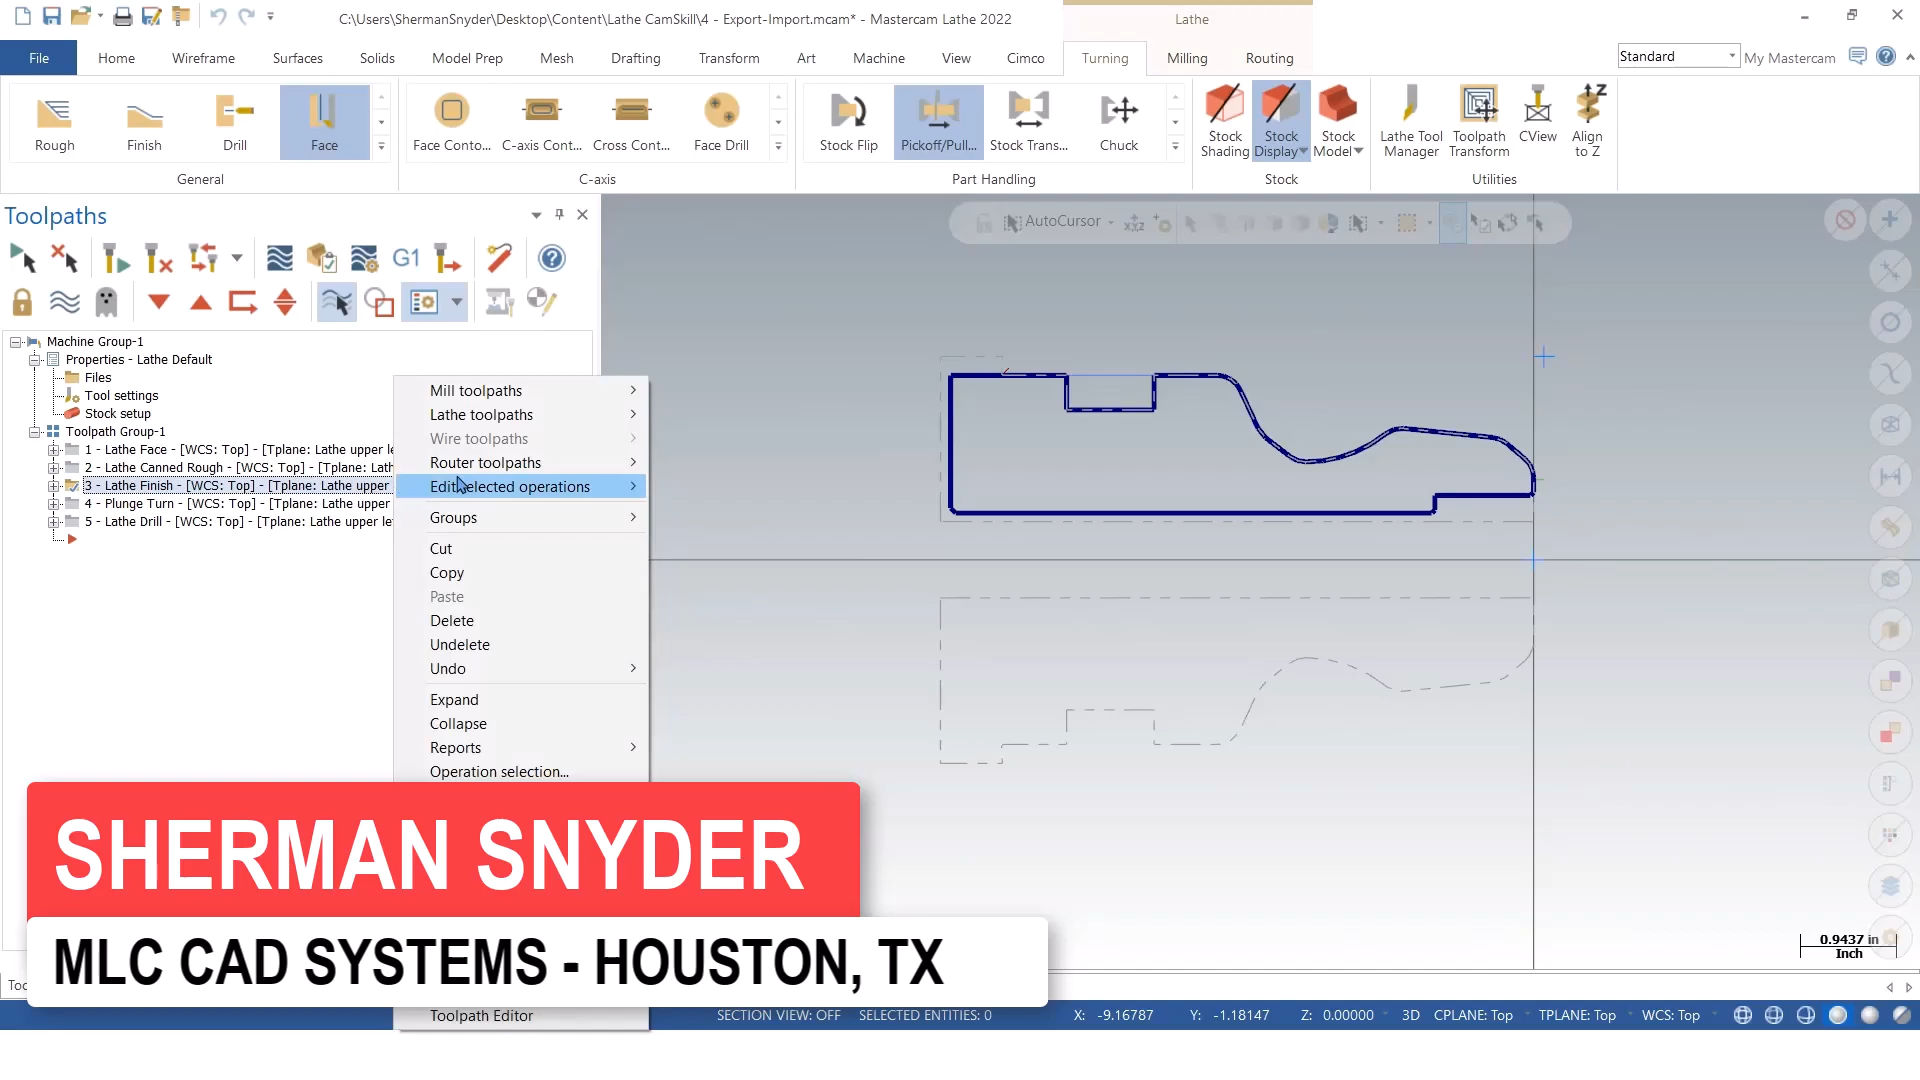 C:\Users\ShermanSnyder\Desktop\Content\Lathe CamSkill\4 - Export-Import.mcam* - Mastercam Lathe 2022
Lathe
File Home Wireframe Surfaces Solids Model Prep Mesh Drafting Transform Art Machine View Cimco Turning Milling Routing
Standard My Mastercam
Rough Finish Drill Face
General
Face Conto... C-axis Cont... Cross Cont... Face Drill
C-axis
Stock Flip Pickoff/Pull... Stock Trans... Chuck
Part Handling
Stock Shading Stock Display Stock Model
Stock
Lathe Tool Manager Toolpath Transform CView Align to Z
Utilities
Toolpaths
AutoCursor
G1
Machine Group-1
Properties - Lathe Default
Files
Tool settings
Stock setup
Toolpath Group-1
1 - Lathe Face - [WCS: Top] - [Tplane: Lathe upper le
2 - Lathe Canned Rough - [WCS: Top] - [Tplane: Lath
3 - Lathe Finish - [WCS: Top] - [Tplane: Lathe upper
4 - Plunge Turn - [WCS: Top] - [Tplane: Lathe upper
5 - Lathe Drill - [WCS: Top] - [Tplane: Lathe upper le
Mill toolpaths
Lathe toolpaths
Wire toolpaths
Router toolpaths
Edit selected operations
Groups
Cut
Copy
Paste
Delete
Undelete
Undo
Expand
Collapse
Reports
Operation selection...
SHERMAN SNYDER
MLC CAD SYSTEMS - HOUSTON, TX
Toolpath Editor
0.9437 in
Inch
Too
SECTION VIEW: OFF SELECTED ENTITIES: 0 X: -9.16787 Y: -1.18147 Z: 0.00000 3D CPLANE: Top TPLANE: Top WCS: Top